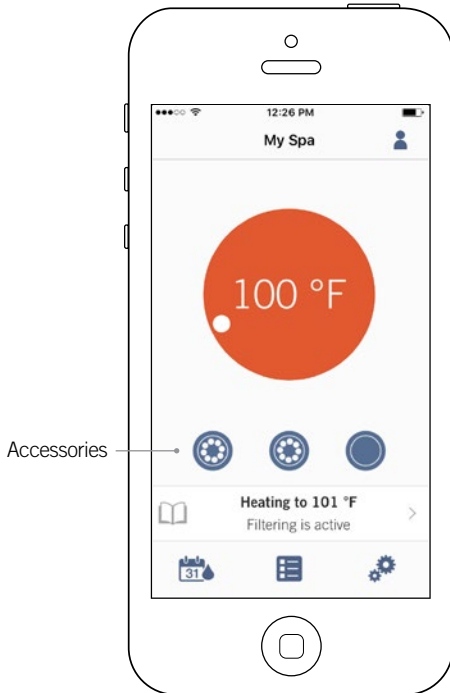 12:26 PM
My Spa
100 °F
Accessories
Heating to 101 °F
Filtering is active
31